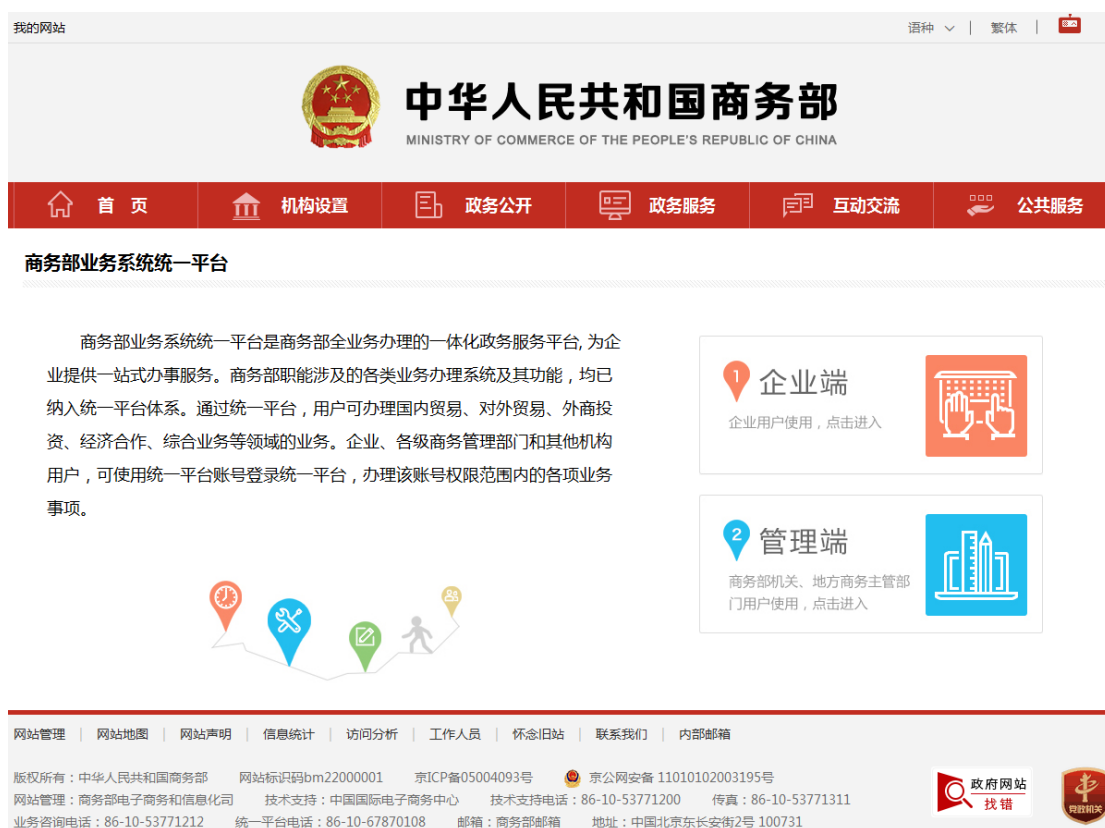 我的网站 语种 | 繁体 |
中华人民共和国商务部
MINISTRY OF COMMERCE OF THE PEOPLE'S REPUBLIC OF CHINA
首 页 机构设置 政务公开 政务服务 互动交流 公共服务
商务部业务系统统一平台
商务部业务系统统一平台是商务部全业务办理的一体化政务服务平台, 为企
业提供一站式办事服务。商务部职能涉及的各类业务办理系统及其功能，均已
纳入统一平台体系。通过统一平台，用户可办理国内贸易、对外贸易、外商投
资、经济合作、综合业务等领域的业务。企业、各级商务管理部门和其他机构
用户，可使用统一平台账号登录统一平台，办理该账号权限范围内的各项业务
事项。
1 企业端
企业用户使用，点击进入
2 管理端
商务部机关、地方商务主管部
门用户使用，点击进入
网站管理 | 网站地图 | 网站声明 | 信息统计 | 访问分析 | 工作人员 | 怀念旧站 | 联系我们 | 内部邮箱
版权所有：中华人民共和国商务部 网站标识码bm22000001 京ICP备05004093号 京公网安备 11010102003195号
网站管理：商务部电子商务和信息化司 技术支持：中国国际电子商务中心 技术支持电话：86-10-53771200 传真：86-10-53771311
业务咨询电话：86-10-53771212 统一平台电话：86-10-67870108 邮箱：商务部邮箱 地址：中国北京东长安街2号 100731
政府网站
找错
党政机关